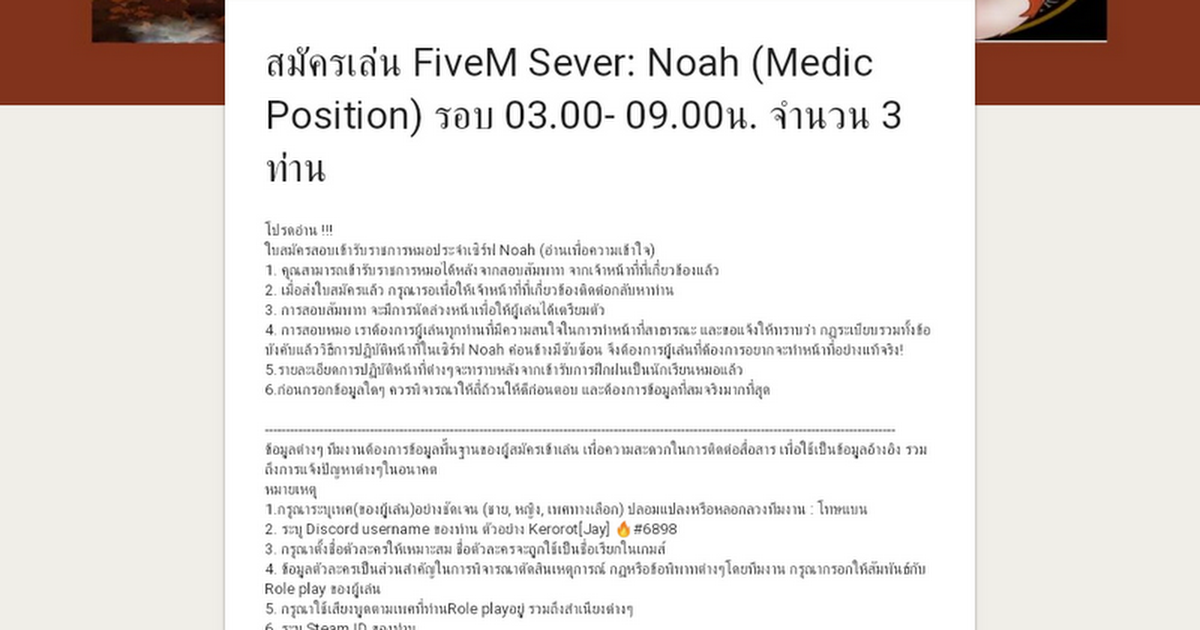 สมัครเล่น FiveM Sever: Noah (Medic
Position) รอบ 03.00- 09.00น. จำนวน 3
ท่าน
โปรดอ่าน !!!
ใบสมัครสอบเข้ารับราชการหมอประจำเซิร์ฟ Noah (อ่านเพื่อความเข้าใจ)
1. คุณสามารถเข้ารับราชการหมอได้หลังจากสอบสัมพาท จากเจ้าหน้าที่ที่เกี่ยวข้องแล้ว
2. เมื่อส่งใบสมัครแล้ว กรุณารอเพื่อให้เจ้าหน้าที่ที่เกี่ยวข้องติดต่อกลับหาท่าน
3. การสอบสัมพาท จะมีการนัดล่วงหน้าเพื่อให้ผู้เล่นได้เตรียมตัว
4. การสอบหมอ เราต้องการผู้เล่นทุกท่านที่มีความสนใจในการทำหน้าที่สาธารณะ และขอแจ้งให้ทราบว่า กฎระเบียบรวมทั้งข้อ
บังคับแล้ววิธีการปฎิบัติหน้าที่ในเซิร์ฟ Noah ค่อนข้างมีซับซ้อน จึงต้องการผู้เล่นที่ต้องการอยากจะทำหน้าที่อย่างแท้จริง!
5.รายละเอียดการปฏิบัติหน้าที่ต่างๆจะทราบหลังจากเข้ารับการฝึกฝนเป็นนักเรียนหมอแล้ว
6.ก่อนกรอกข้อมูลใดๆ ควรพิจารณาให้ถี่ถ้วนให้ดีก่อนตอบ และต้องการข้อมูลที่สมจริงมากที่สุด
ข้อมูลต่างๆ ทีมงานต้องการข้อมูลพื้นฐานของผู้สมัครเข้าเล่น เพื่อความสะดวกในการติดต่อสื่อสาร เพื่อใช้เป็นข้อมูลอ้างอิง รวม
ถึงการแจ้งปัญหาต่างๆในอนาคต
หมายเหตุ
1.กรุณาระบุเพศ(ของผู้เล่น)อย่างชัดเจน (ชาย, หญิง, เพศทางเลือก) ปลอมแปลงหรือหลอกลวงทีมงาน : โทษแบน
2. ระบุ Discord username ของท่าน ตัวอย่าง Kerorot[Jay] 🔥#6898
3. กรุณาตั้งชื่อตัวละครให้เหมาะสม ชื่อตัวละครจะถูกใช้เป็นชื่อเรียกในเกมส์
4. ข้อมูลตัวละครเป็นส่วนสำคัญในการพิจารณาตัดสินเหตุการณ์ กฎหรือข้อพิพาทต่างๆโดยทีมงาน กรุณากรอกให้สัมพันธ์กับ
Role play ของผู้เล่น
5. กรุณาใช้เสียงพูดตามเพศที่ท่านRole playอยู่ รวมถึงสำเนียงต่างๆ
6. ระบุ Steam ID ของท่าน